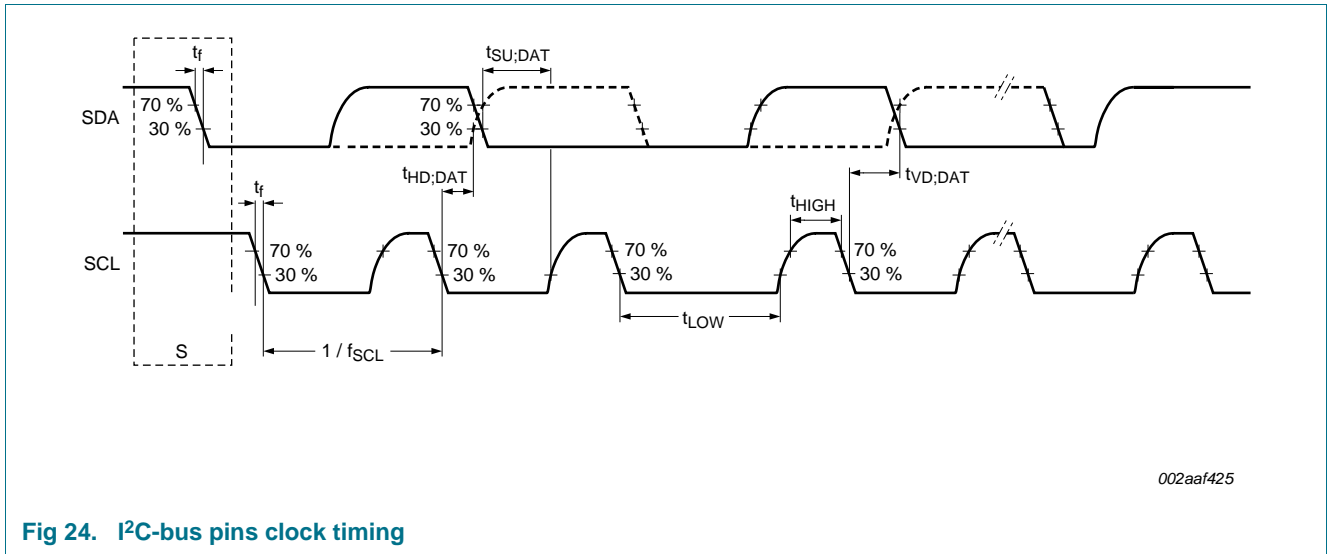 tf
tSU;DAT
SDA
70 %
30 %
70 %
30 %
tHD;DAT
tVD;DAT
tf
tHIGH
SCL
70 %
30 %
70 %
30 %
70 %
30 %
70 %
30 %
tLOW
S
1 / fSCL
002aaf425
Fig 24. I²C-bus pins clock timing